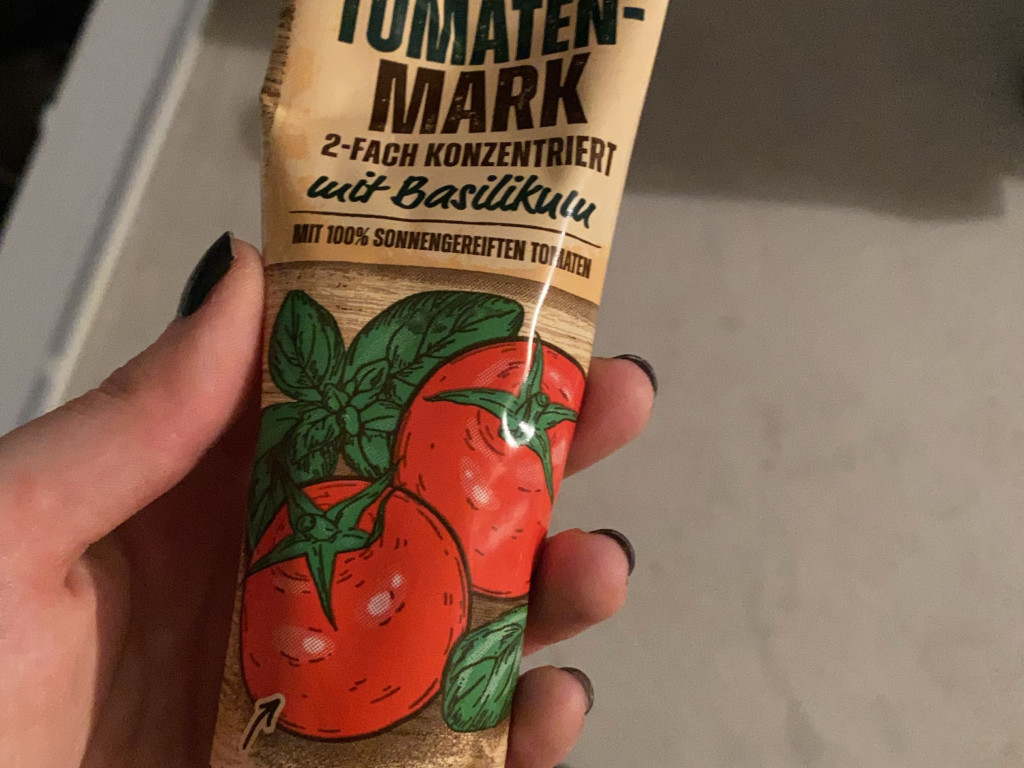 TOMATEN-
MARK
2-FACH KONZENTRIERT
mit Basilikum
MIT 100% SONNENGEREIFTEN TOMATEN